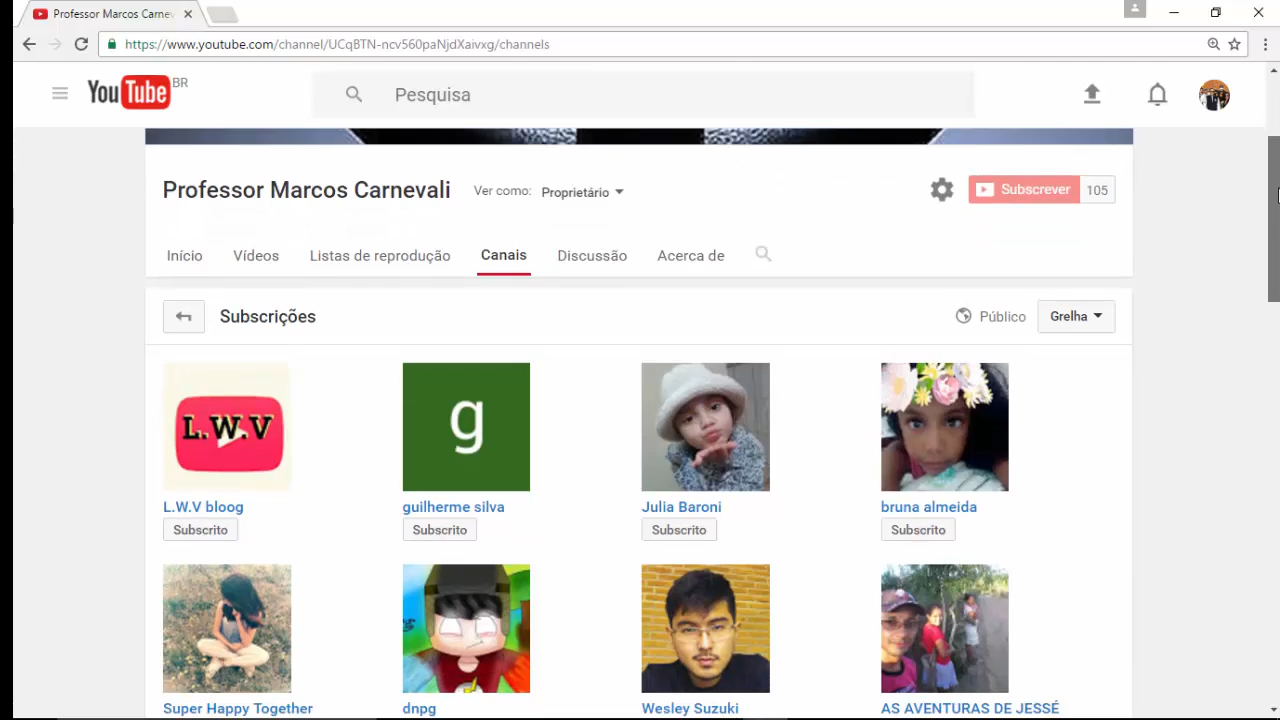 Professor Marcos Carnev
https://www.youtube.com/channel/UCqBTN-ncv560paNjdXaivxg/channels
YouTube BR
Pesquisa
Professor Marcos Carnevali
Ver como: Proprietário
Subscrever 105
Início Vídeos Listas de reprodução Canais Discussão Acerca de
Subscrições
Público Grelha
L.W.V
g
L.W.V bloog guilherme silva Julia Baroni bruna almeida
Subscrito Subscrito Subscrito Subscrito
Super Happy Together dnpg Wesley Suzuki AS AVENTURAS DE JESSÉ